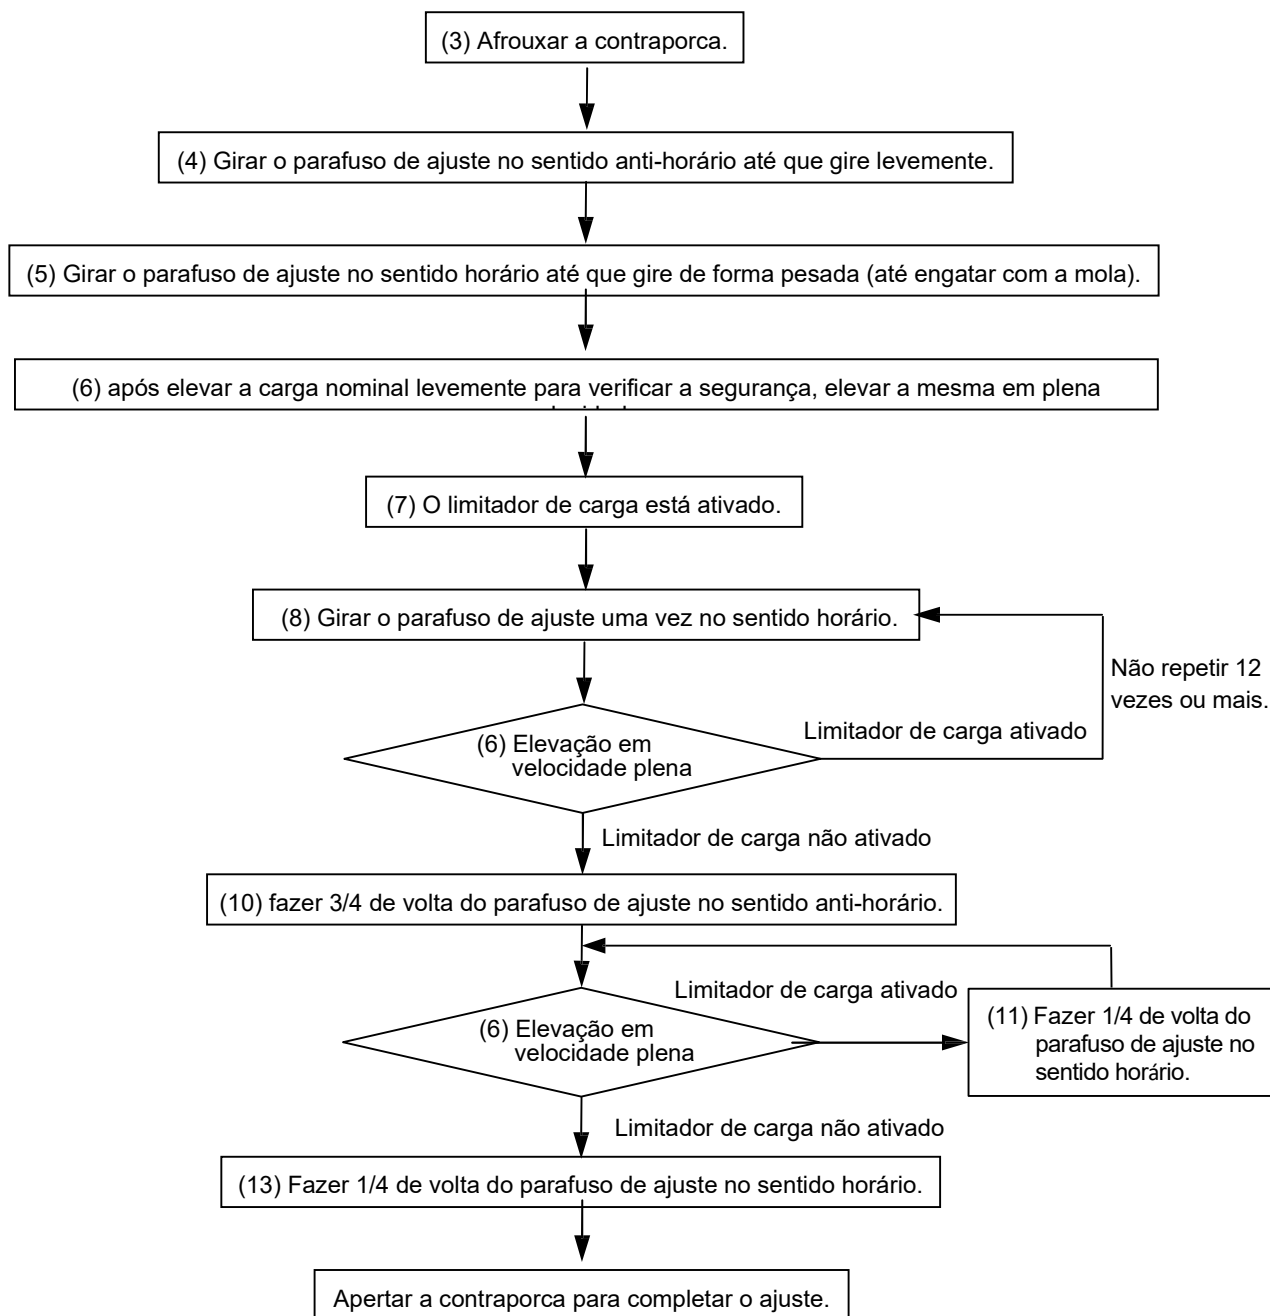 (3) Afrouxar a contraporca.
(4) Girar o parafuso de ajuste no sentido anti-horário até que gire levemente.
(5) Girar o parafuso de ajuste no sentido horário até que gire de forma pesada (até engatar com a mola).
(6) após elevar a carga nominal levemente para verificar a segurança, elevar a mesma em plena
(7) O limitador de carga está ativado.
(8) Girar o parafuso de ajuste uma vez no sentido horário.
Não repetir 12
vezes ou mais.
Limitador de carga ativado
(6) Elevação em
velocidade plena
Limitador de carga não ativado
(10) fazer 3/4 de volta do parafuso de ajuste no sentido anti-horário.
Limitador de carga ativado
(6) Elevação em
velocidade plena
(11) Fazer 1/4 de volta do
parafuso de ajuste no
sentido horário.
Limitador de carga não ativado
(13) Fazer 1/4 de volta do parafuso de ajuste no sentido horário.
Apertar a contraporca para completar o ajuste.